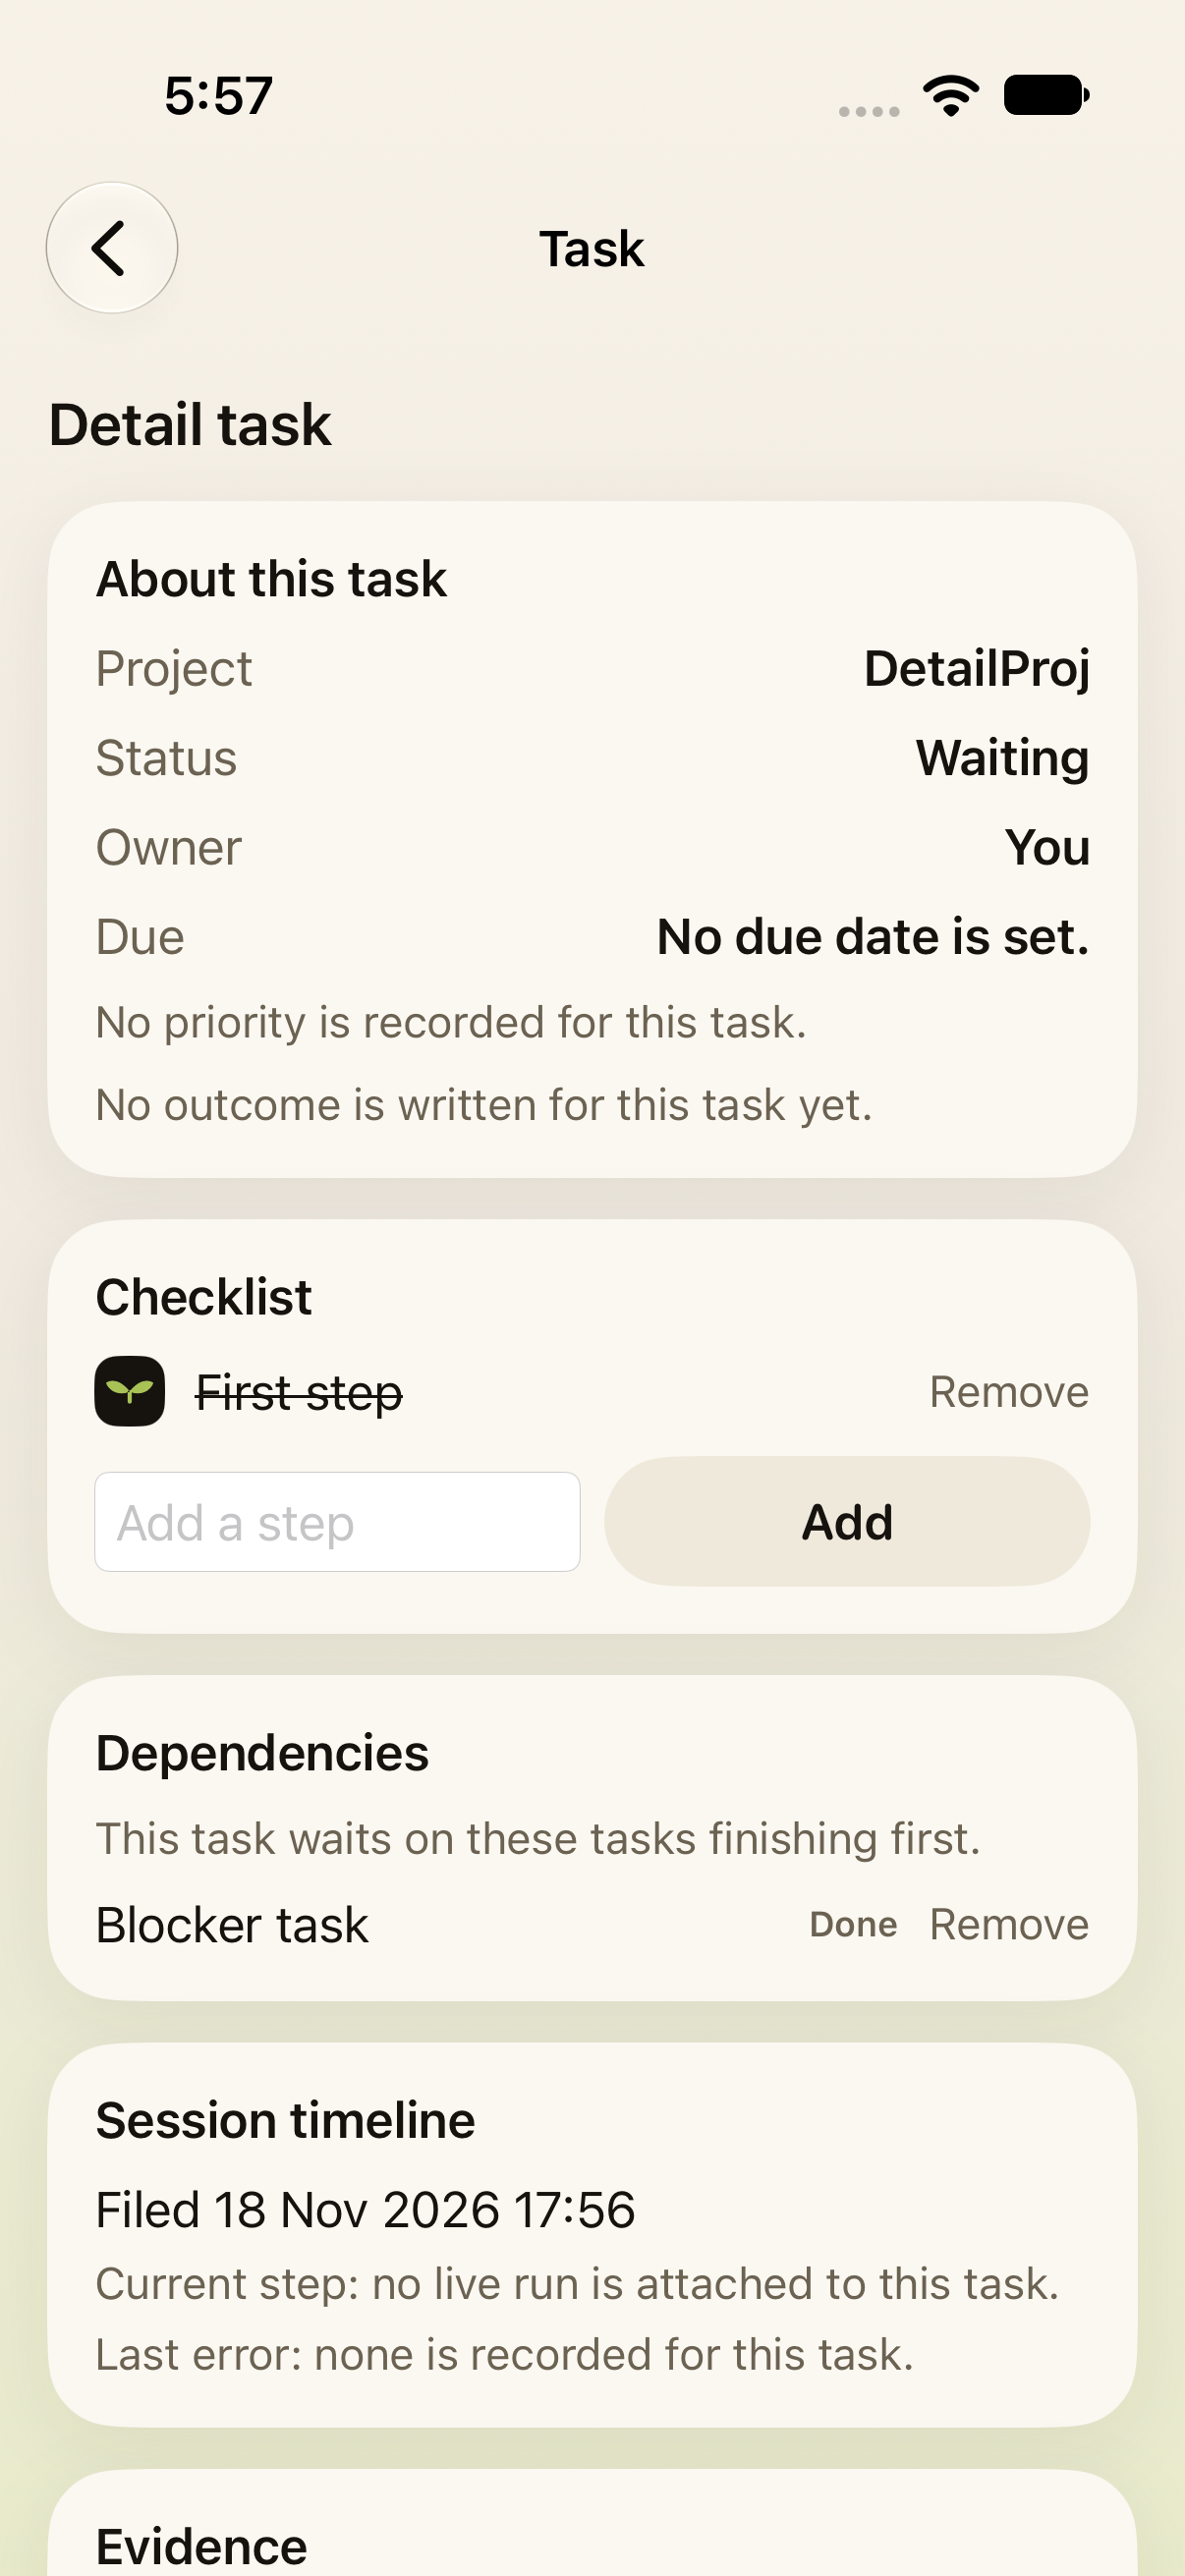 5:57
Task
Detail task
About this task
Project DetailProj
Status Waiting
Owner You
Due No due date is set.
No priority is recorded for this task.
No outcome is written for this task yet.
Checklist
First step Remove
Add a step Add
Dependencies
This task waits on these tasks finishing first.
Blocker task Done Remove
Session timeline
Filed 18 Nov 2026 17:56
Current step: no live run is attached to this task.
Last error: none is recorded for this task.
Evidence